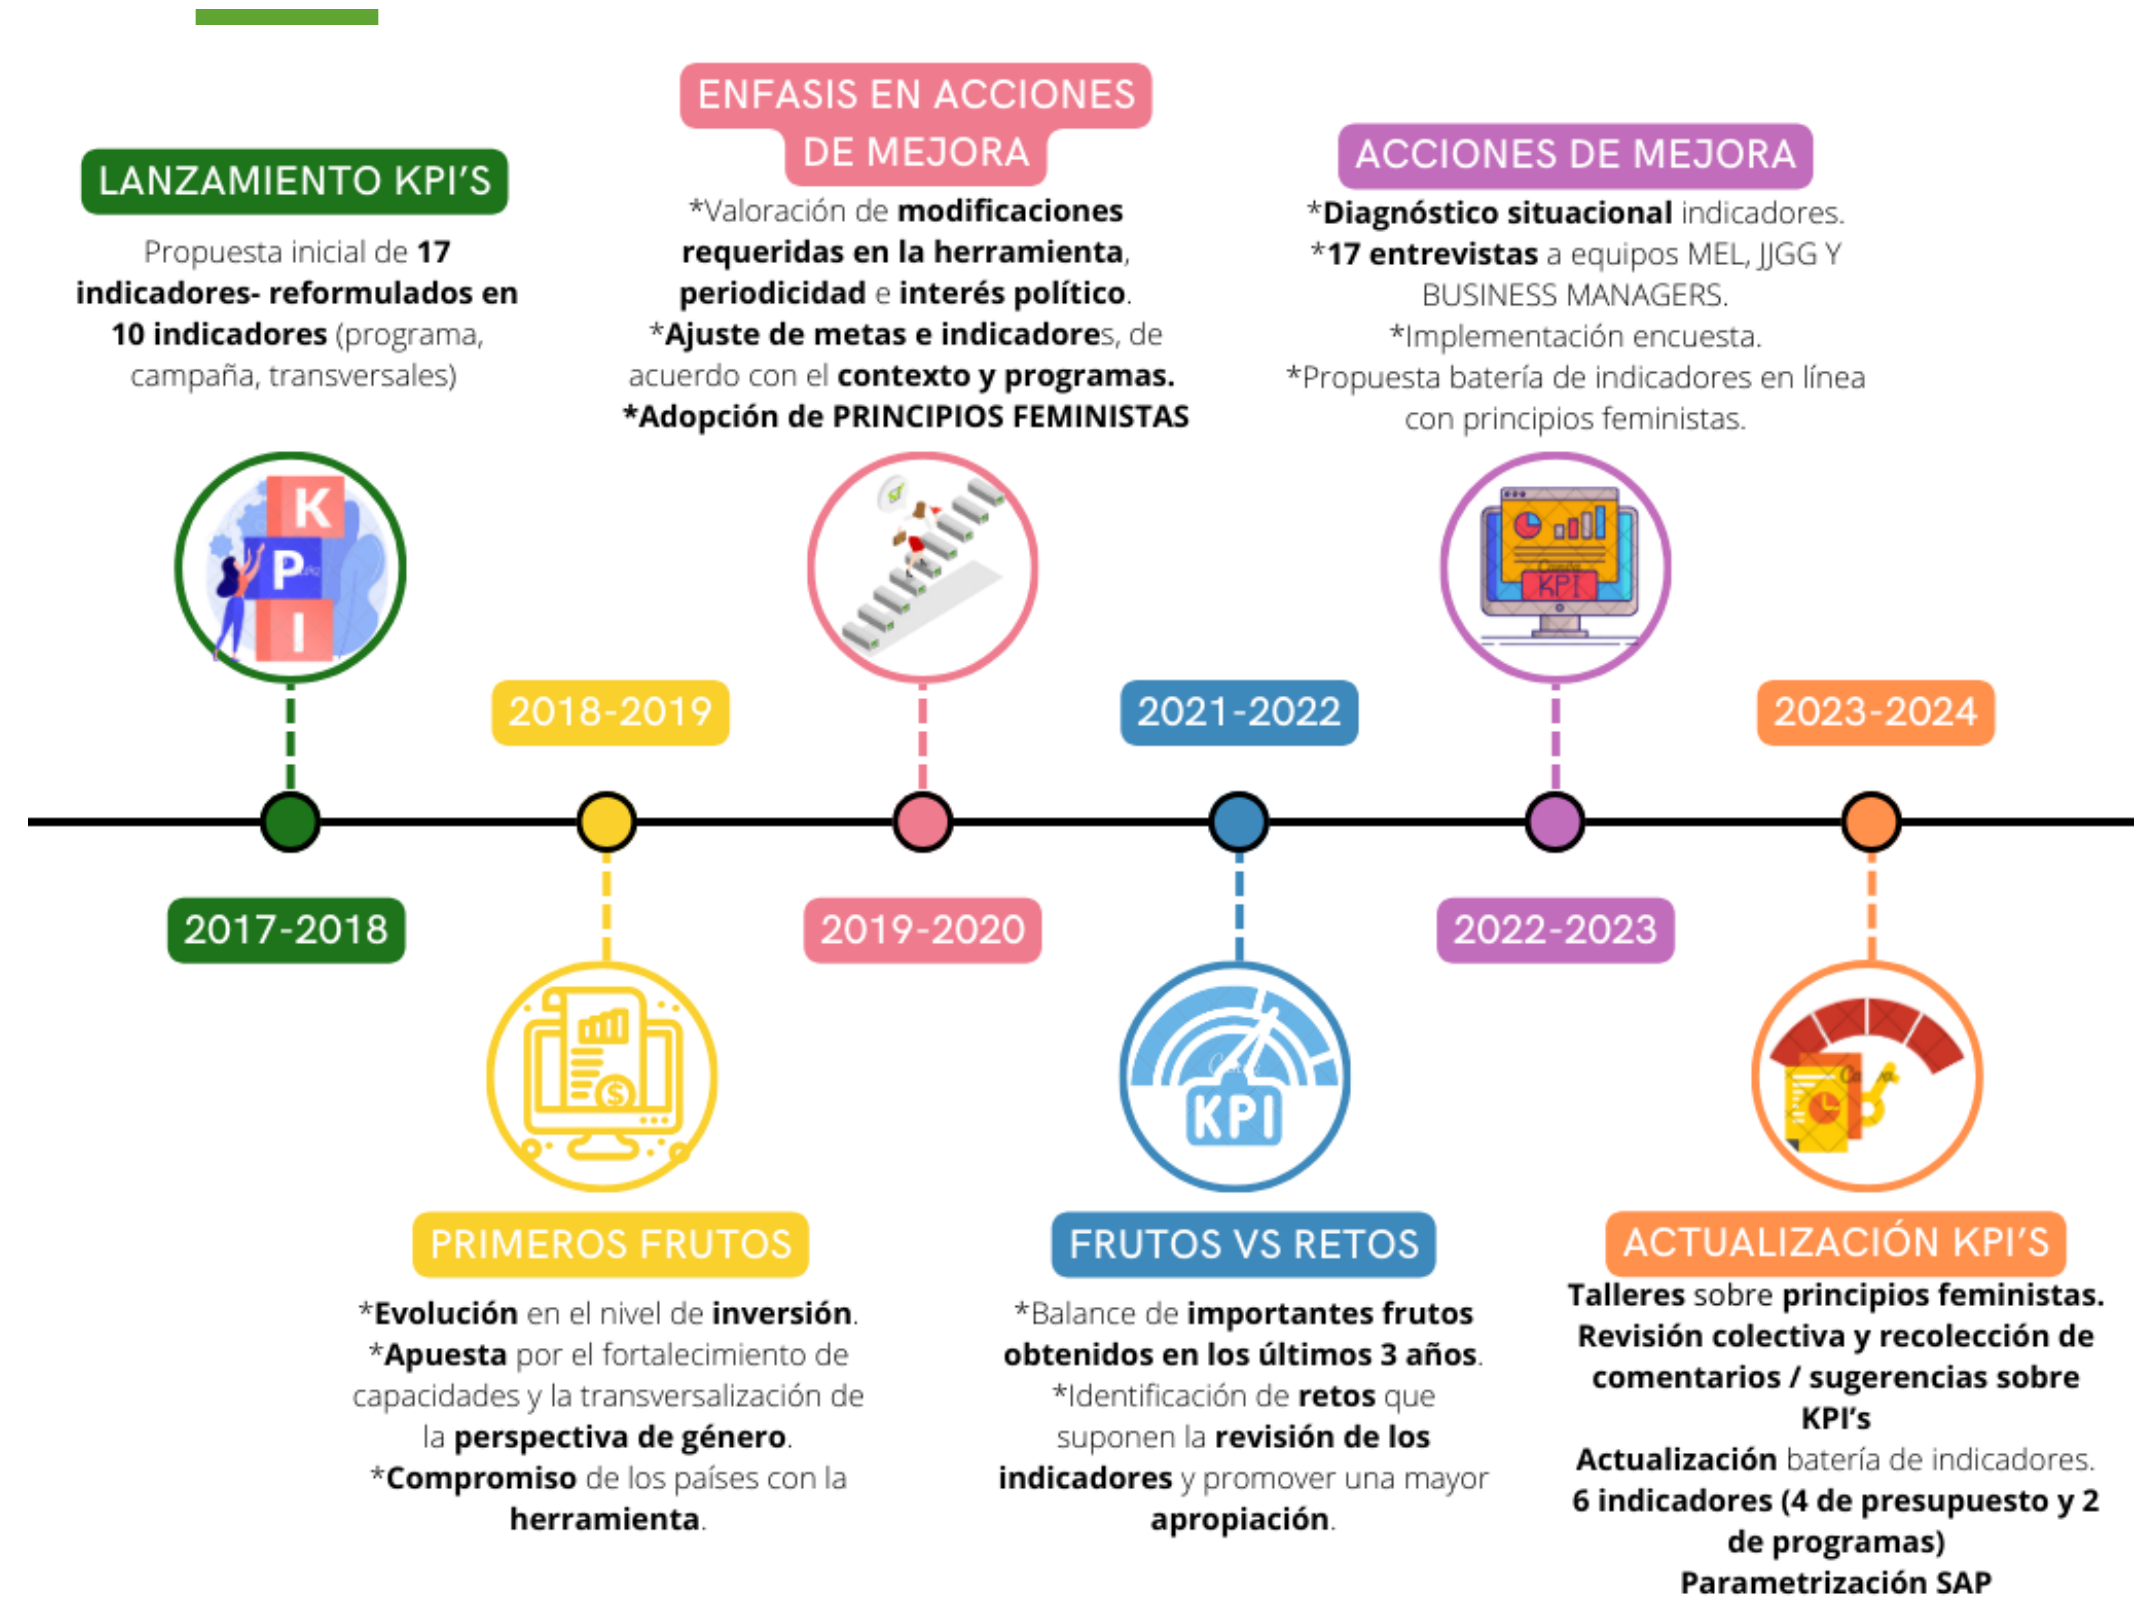 LANZAMIENTO KPI'S
Propuesta inicial de 17
indicadores- reformulados en
10 indicadores (programa,
campaña, transversales)
K
P
I
2017-2018
2018-2019
PRIMEROS FRUTOS
*Evolución en el nivel de inversión.
*Apuesta por el fortalecimiento de
capacidades y la transversalización de
la perspectiva de género.
*Compromiso de los países con la
herramienta.
ENFASIS EN ACCIONES
DE MEJORA
*Valoración de modificaciones
requeridas en la herramienta,
periodicidad e interés político.
*Ajuste de metas e indicadores, de
acuerdo con el contexto y programas.
*Adopción de PRINCIPIOS FEMINISTAS
2019-2020
2021-2022
KPI
FRUTOS VS RETOS
*Balance de importantes frutos
obtenidos en los últimos 3 años.
*Identificación de retos que
suponen la revisión de los
indicadores y promover una mayor
apropiación.
ACCIONES DE MEJORA
*Diagnóstico situacional indicadores.
*17 entrevistas a equipos MEL, JJGG Y
BUSINESS MANAGERS.
*Implementación encuesta.
*Propuesta batería de indicadores en línea
con principios feministas.
KPI
2022-2023
2023-2024
ACTUALIZACIÓN KPI'S
Talleres sobre principios feministas.
Revisión colectiva y recolección de
comentarios / sugerencias sobre
KPI's
Actualización batería de indicadores.
6 indicadores (4 de presupuesto y 2
de programas)
Parametrización SAP